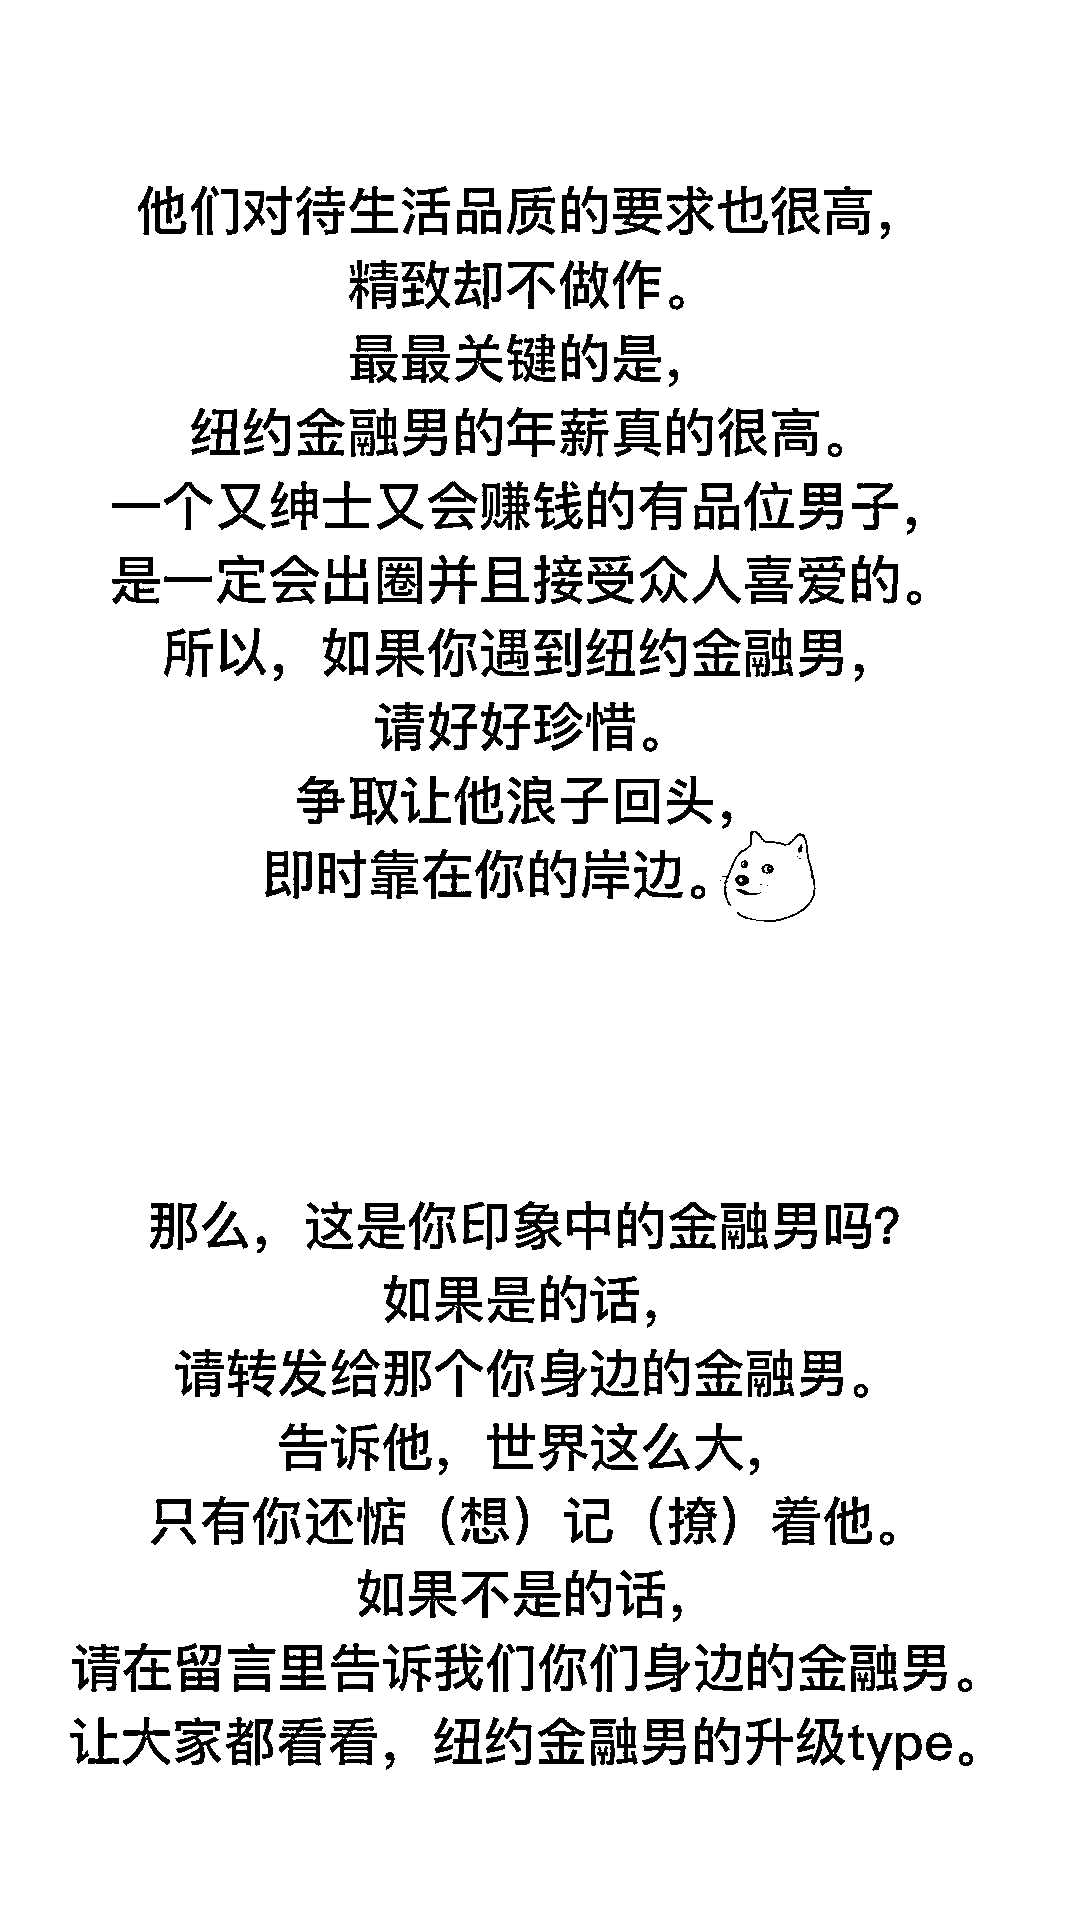 他们对待生活品质的要求也很高，
精致却不做作。
最最关键的是，
纽约金融男的年薪真的很高。
一个又绅士又会赚钱的有品位男子，
是一定会出圈并且接受众人喜爱的。
所以，如果你遇到纽约金融男，
请好好珍惜。
争取让他浪子回头，
即时靠在你的岸边。
那么，这是你印象中的金融男吗？
如果是的话，
请转发给那个你身边的金融男。
告诉他，世界这么大，
只有你还惦（想）记（撩）着他。
如果不是的话，
请在留言里告诉我们你们身边的金融男。
让大家都看看，纽约金融男的升级type。